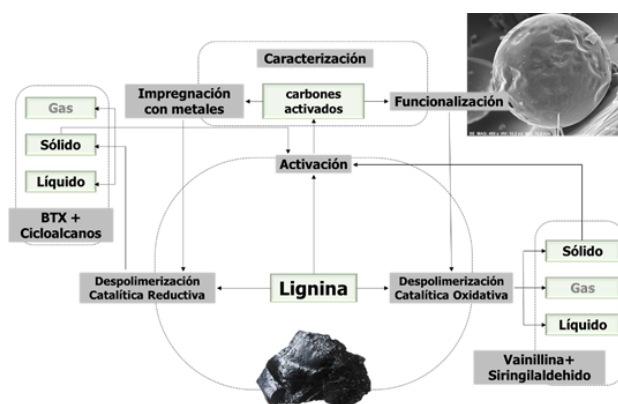 Caracterización
Impregnación
con metales
carbones
activados
Funcionalización
Gas
Sólido
Líquido
BTX +
Cicloalcanos
Activación
Despolimerización
Catalítica Reductiva
Lignina
Despolimerización
Catalítica Oxidativa
Sólido
Gas
Líquido
Vainillina+
Siringilaldehido